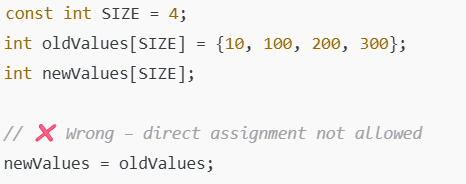 const int SIZE = 4;
int oldValues[SIZE] = {10, 100, 200, 300};
int newValues[SIZE];
// ❌ Wrong – direct assignment not allowed
newValues = oldValues;